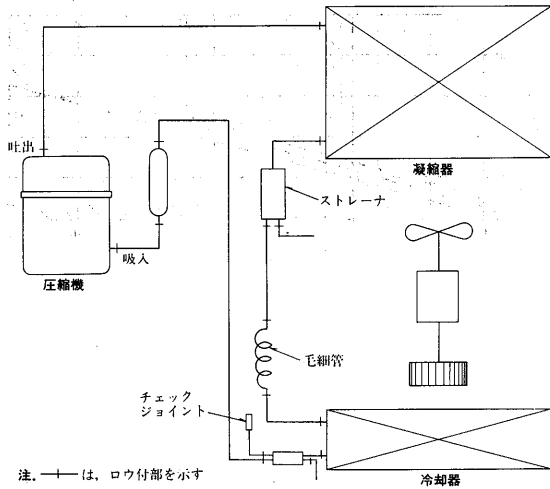 吐出
凝縮器
ストレーナ
吸入
圧縮機
毛細管
チェック
ジョイント
注. ─┼─ は, ロウ付部を示す
冷却器